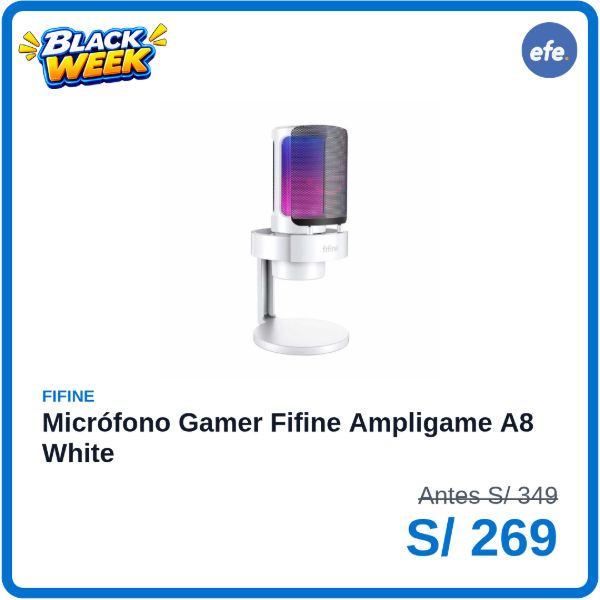 BLACK
WEEK
efe.
fifine
FIFINE
Micrófono Gamer Fifine Ampligame A8
White
Antes S/ 349
S/ 269